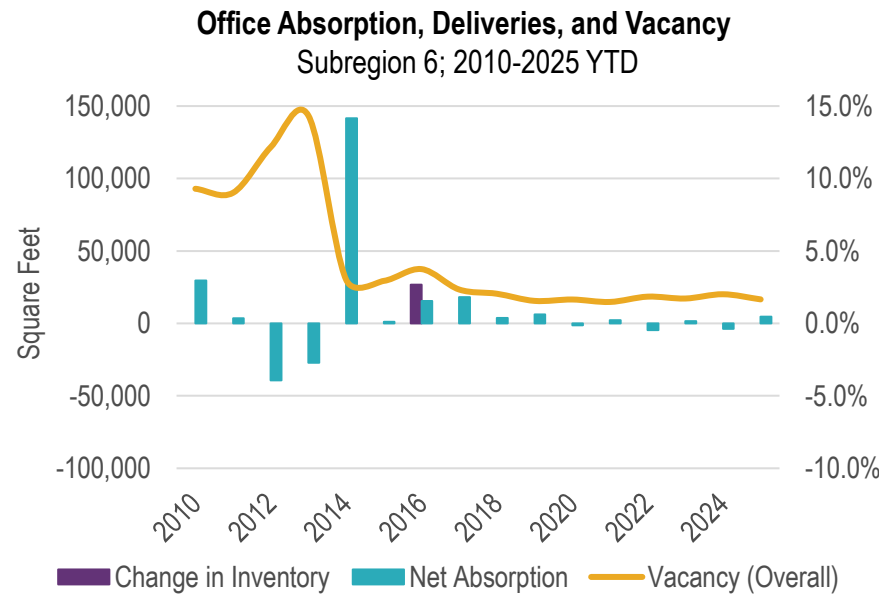 Office Absorption, Deliveries, and Vacancy
Subregion 6; 2010-2025 YTD
Square Feet
150,000 15.0%
100,000 10.0%
50,000 5.0%
0 0.0%
-50,000 -5.0%
-100,000 -10.0%
2010 2012 2014 2016 2018 2020 2022 2024
Change in Inventory Net Absorption Vacancy (Overall)